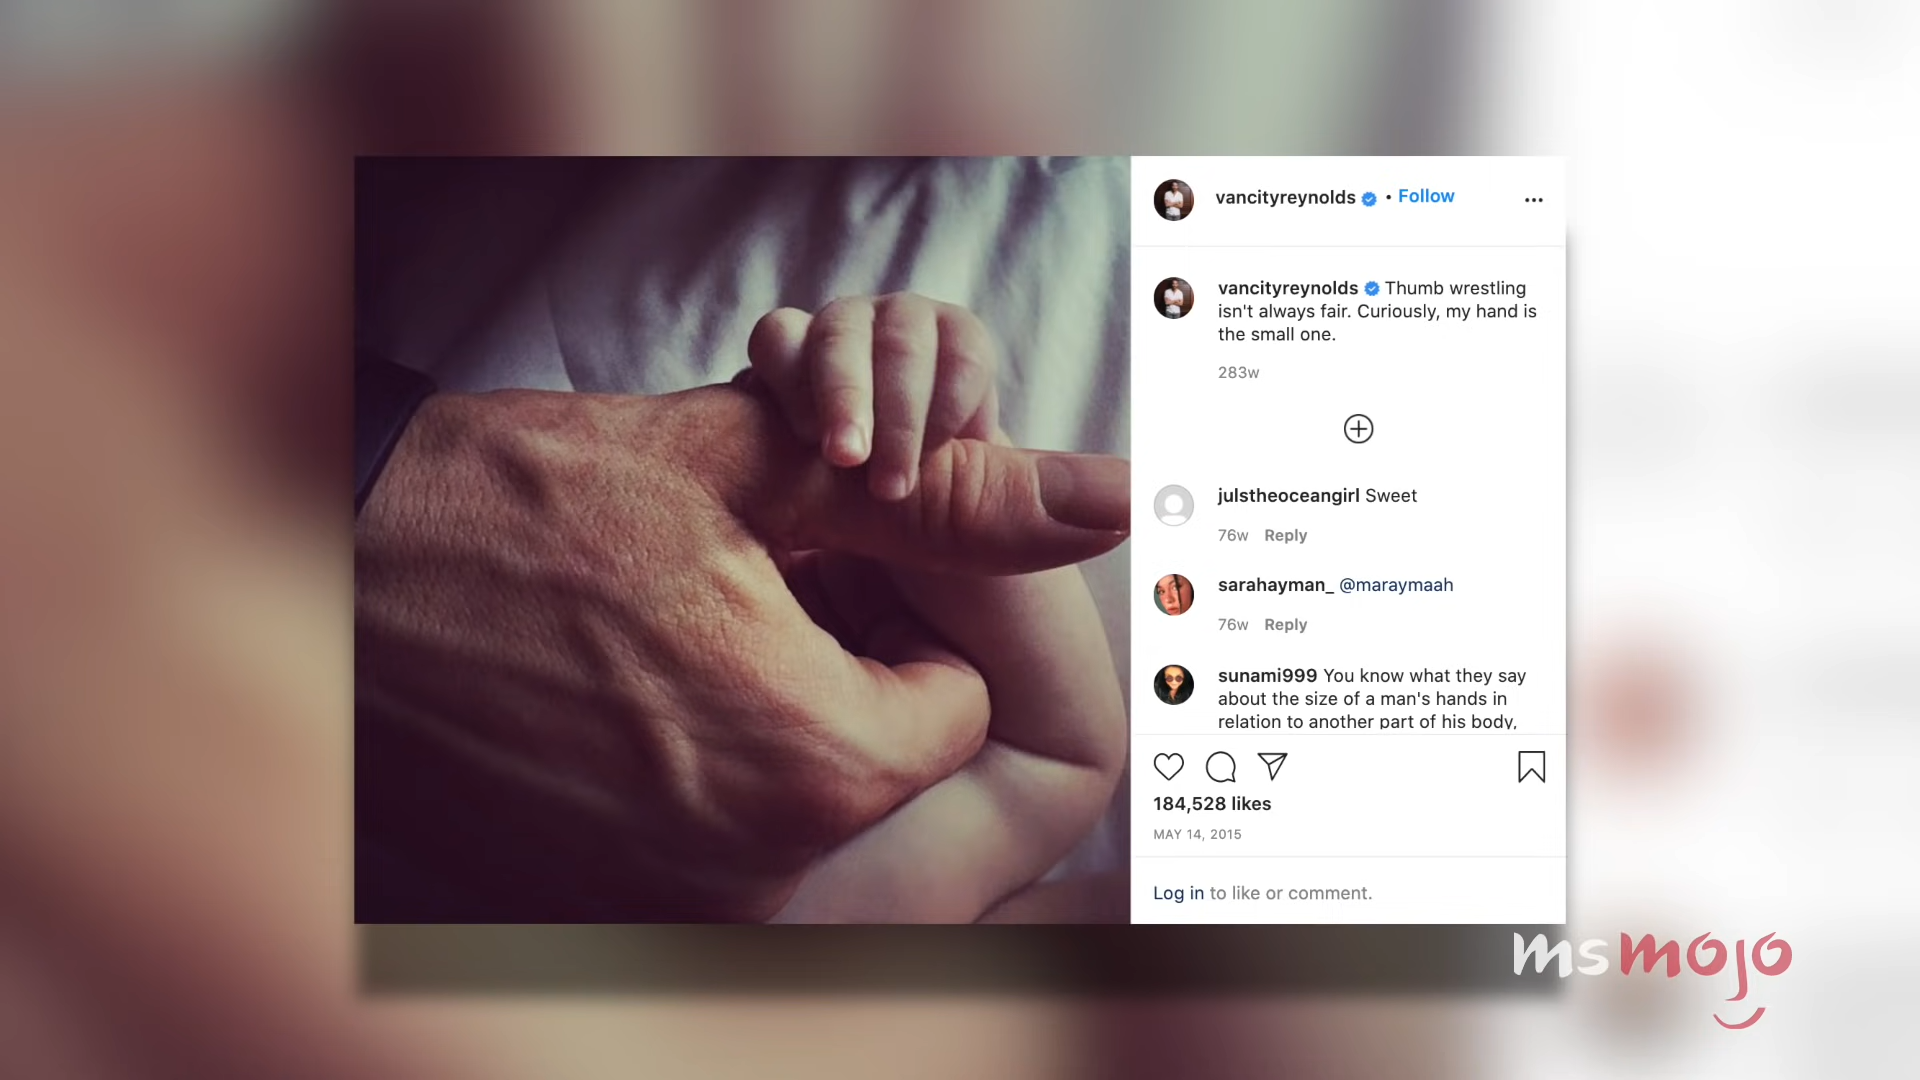 vancityreynolds • Follow
vancityreynolds Thumb wrestling
isn't always fair. Curiously, my hand is
the small one.
283w
julstheoceangirl Sweet
76w Reply
sarahayman_ @maraymaah
76w Reply
sunami999 You know what they say
about the size of a man's hands in
relation to another part of his body,
184,528 likes
MAY 14, 2015
Log in to like or comment.
msmojo